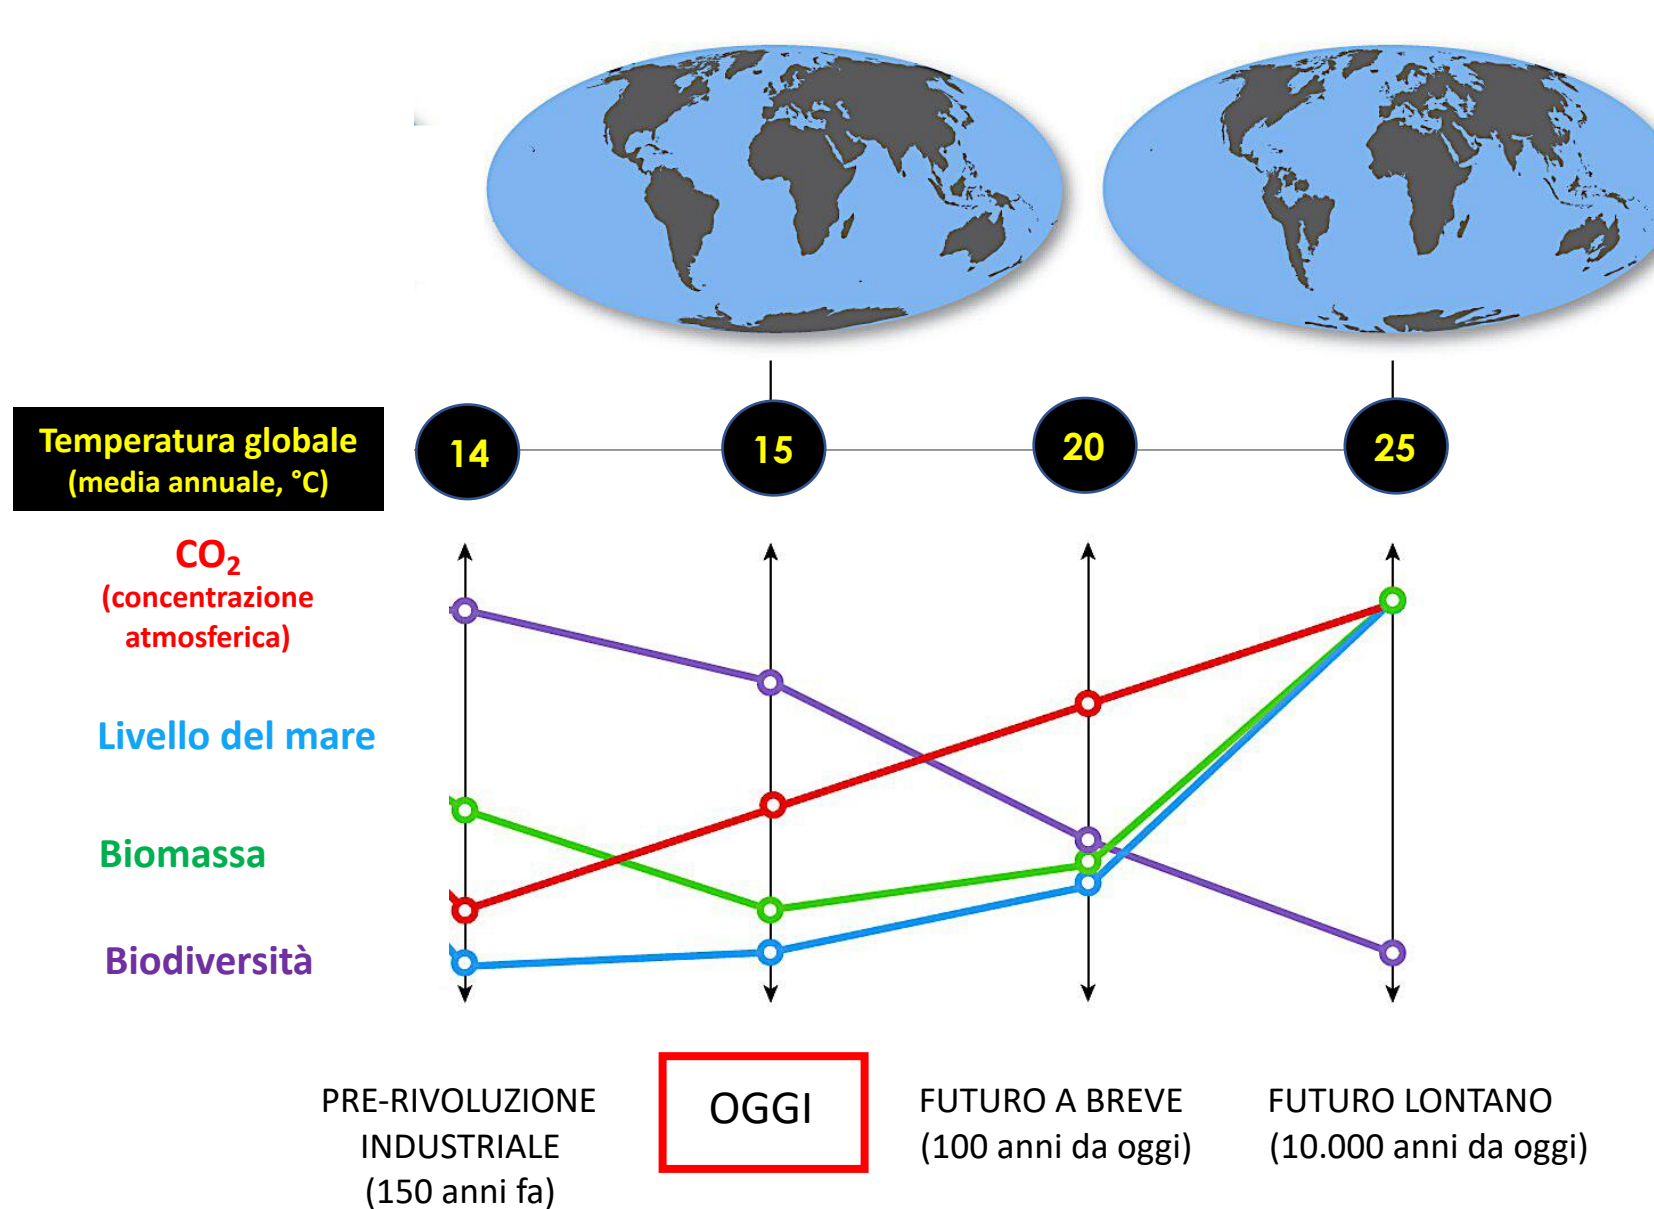 Temperatura globale
(media annuale, °C)
14
15
20
25
CO₂
(concentrazione
atmosferica)
Livello del mare
Biomassa
Biodiversità
PRE-RIVOLUZIONE
INDUSTRIALE
(150 anni fa)
OGGI
FUTURO A BREVE
(100 anni da oggi)
FUTURO LONTANO
(10.000 anni da oggi)